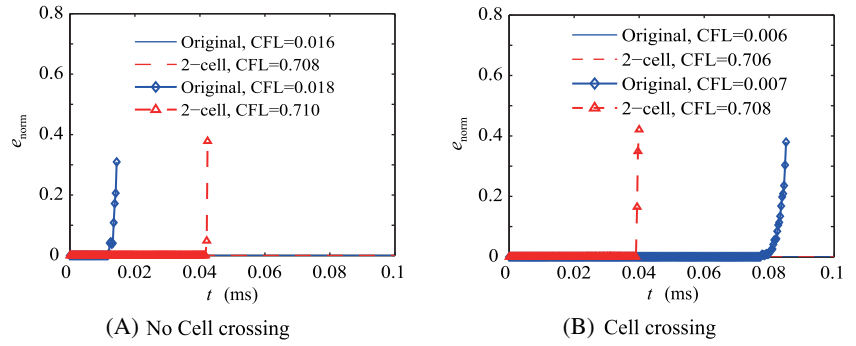 0.8
0.6
0.4
0.2
0
e_norm
Original, CFL=0.016
2−cell, CFL=0.708
Original, CFL=0.018
2−cell, CFL=0.710
0 0.02 0.04 0.06 0.08 0.1
t (ms)
(A) No Cell crossing
0.8
0.6
0.4
0.2
0
e_norm
Original, CFL=0.006
2−cell, CFL=0.706
Original, CFL=0.007
2−cell, CFL=0.708
0 0.02 0.04 0.06 0.08 0.1
t (ms)
(B) Cell crossing